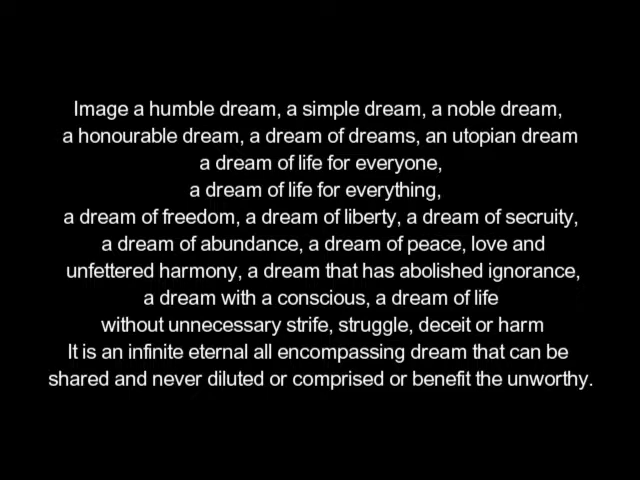 Image a humble dream, a simple dream, a noble dream,
a honourable dream, a dream of dreams, an utopian dream
a dream of life for everyone,
a dream of life for everything,
a dream of freedom, a dream of liberty, a dream of secruity,
a dream of abundance, a dream of peace, love and
unfettered harmony, a dream that has abolished ignorance,
a dream with a conscious, a dream of life
without unnecessary strife, struggle, deceit or harm
It is an infinite eternal all encompassing dream that can be
shared and never diluted or comprised or benefit the unworthy.